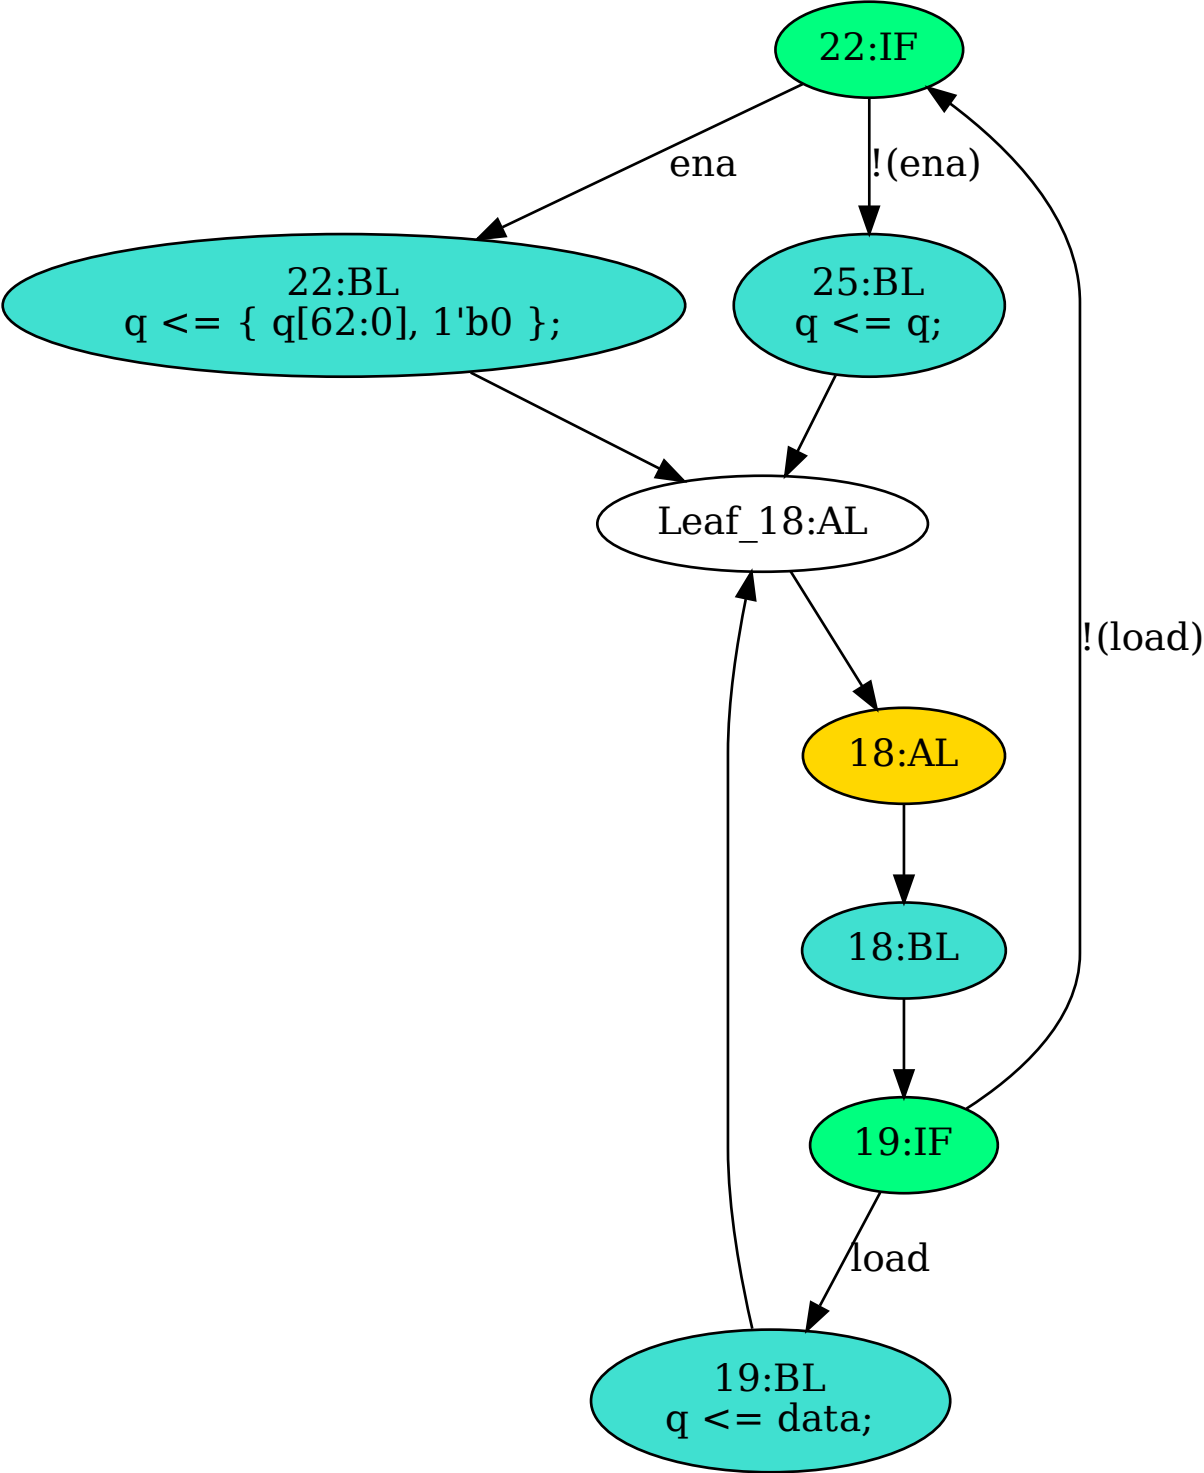 22:IF
ena
!(ena)
22:BL
q <= { q[62:0], 1'b0 };
25:BL
q <= q;
Leaf_18:AL
!(load)
18:AL
18:BL
19:IF
load
19:BL
q <= data;